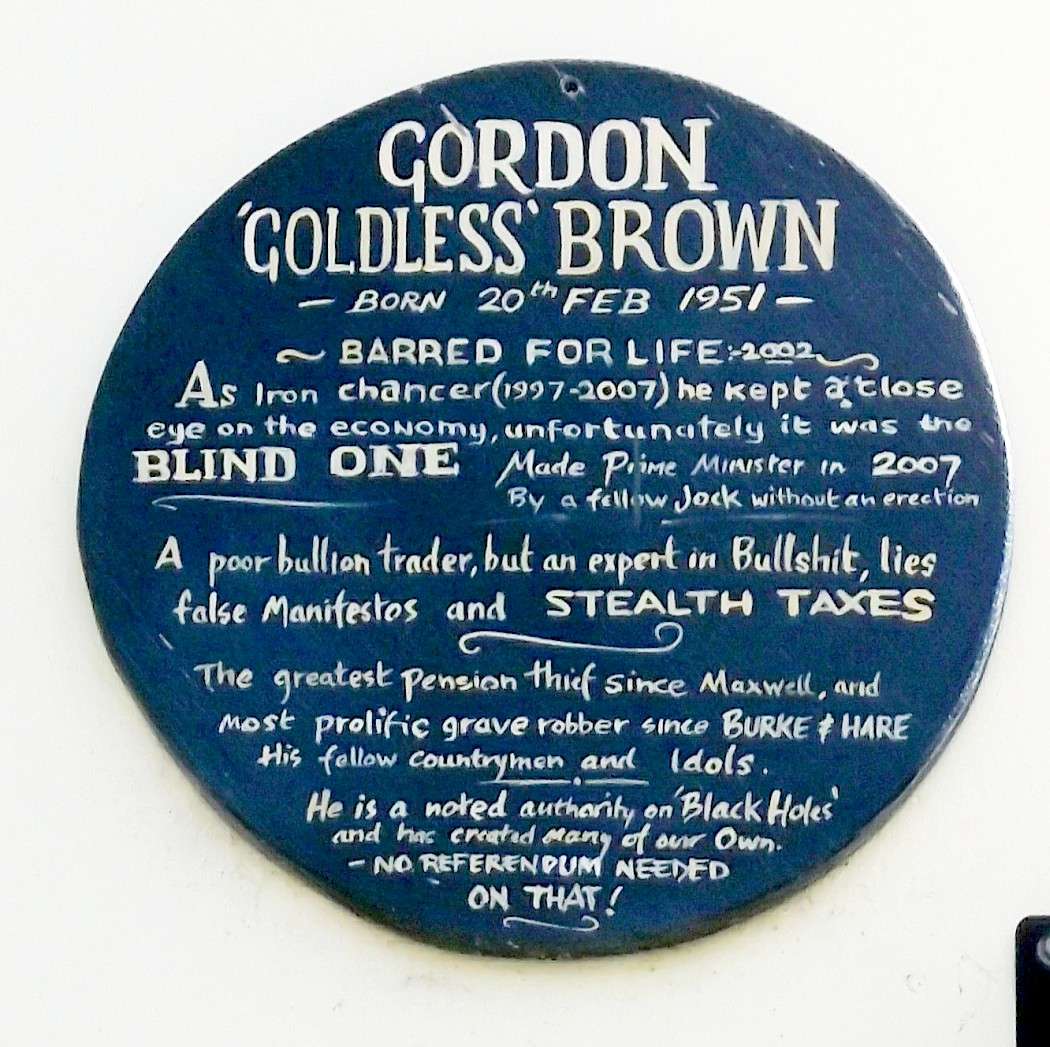 GORDON
'GOLDLESS' BROWN
— BORN 20th FEB 1951 —
~ BARRED FOR LIFE:-2002
As Iron chancer (1997-2007) he kept a close
eye on the economy, unfortunately it was the
BLIND ONE Made Prime Minister in 2007
By a fellow Jock without an erection
A poor bullion trader, but an expert in Bullshit, lies
false Manifestos and STEALTH TAXES
The greatest pension thief since Maxwell, and
most prolific grave robber since BURKE & HARE
His fellow countrymen and Idols.
He is a noted authority on 'Black Holes'
and has created many of our Own.
- NO REFERENDUM NEEDED
ON THAT!